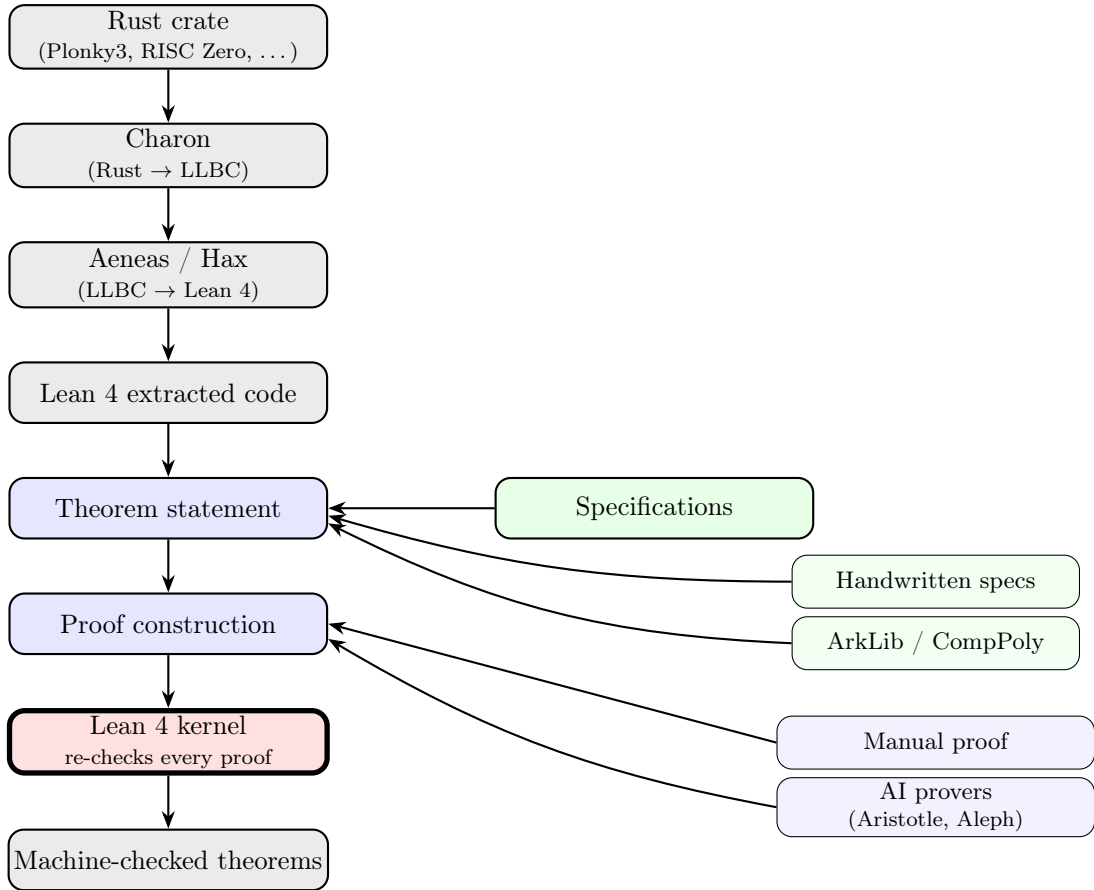 Rust crate
(Plonky3, RISC Zero, . . . )
Charon
(Rust → LLBC)
Aeneas / Hax
(LLBC → Lean 4)
Lean 4 extracted code
Theorem statement
Specifications
Handwritten specs
Proof construction
ArkLib / CompPoly
Lean 4 kernel
re-checks every proof
Manual proof
AI provers
(Aristotle, Aleph)
Machine-checked theorems